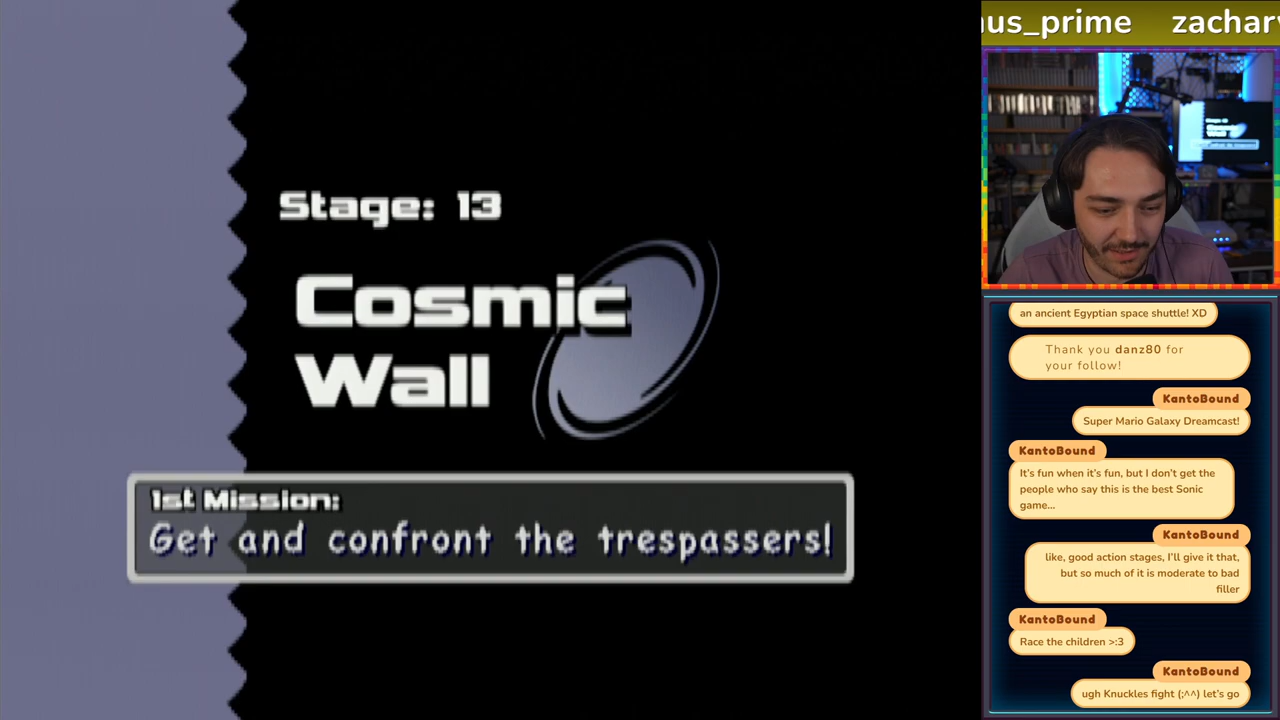 Stage: 13
Cosmic
Wall
1st Mission:
Get and confront the trespassers!
us_prime zachary
an ancient Egyptian space shuttle! XD
Thank you danz80 for
your follow!
KantoBound
Super Mario Galaxy Dreamcast!
KantoBound
It's fun when it's fun, but I don't get the
people who say this is the best Sonic
game...
KantoBound
like, good action stages, I'll give it that,
but so much of it is moderate to bad
filler
KantoBound
Race the children >:3
KantoBound
ugh Knuckles fight (;^^) let's go